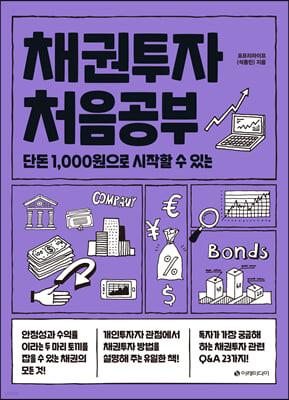 채권투자
처음공부
포프리라이프
(석동민) 지음
단돈 1,000원으로 시작할 수 있는
COMPANY
Bonds
안정성과 수익률
이라는 두 마리 토끼를
잡을 수 있는 채권의
모든 것!
개인투자자 관점에서
채권투자 방법을
설명해 주는 유일한 책!
독자가 가장 궁금해
하는 채권투자 관련
Q&A 23가지!
이레미디어